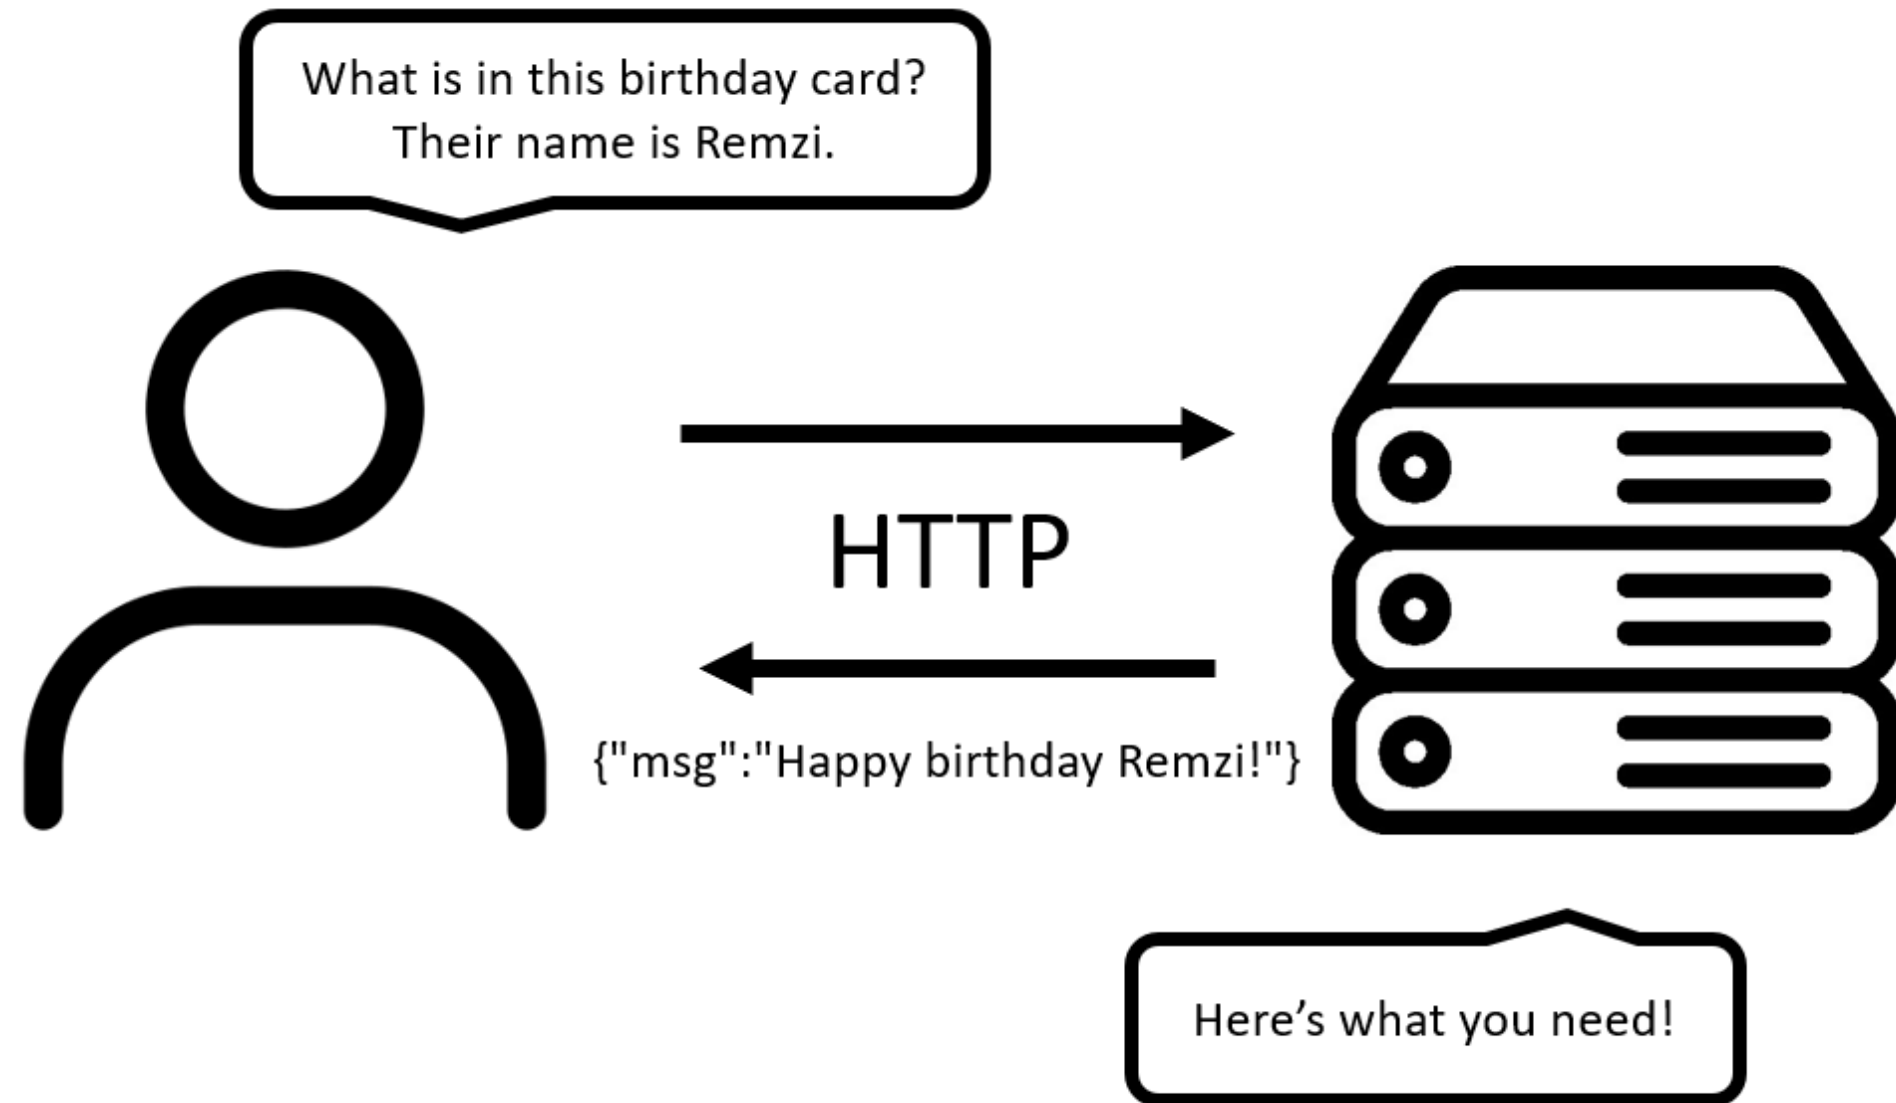 What is in this birthday card?
Their name is Remzi.
HTTP
{"msg":"Happy birthday Remzi!"}
Here’s what you need!